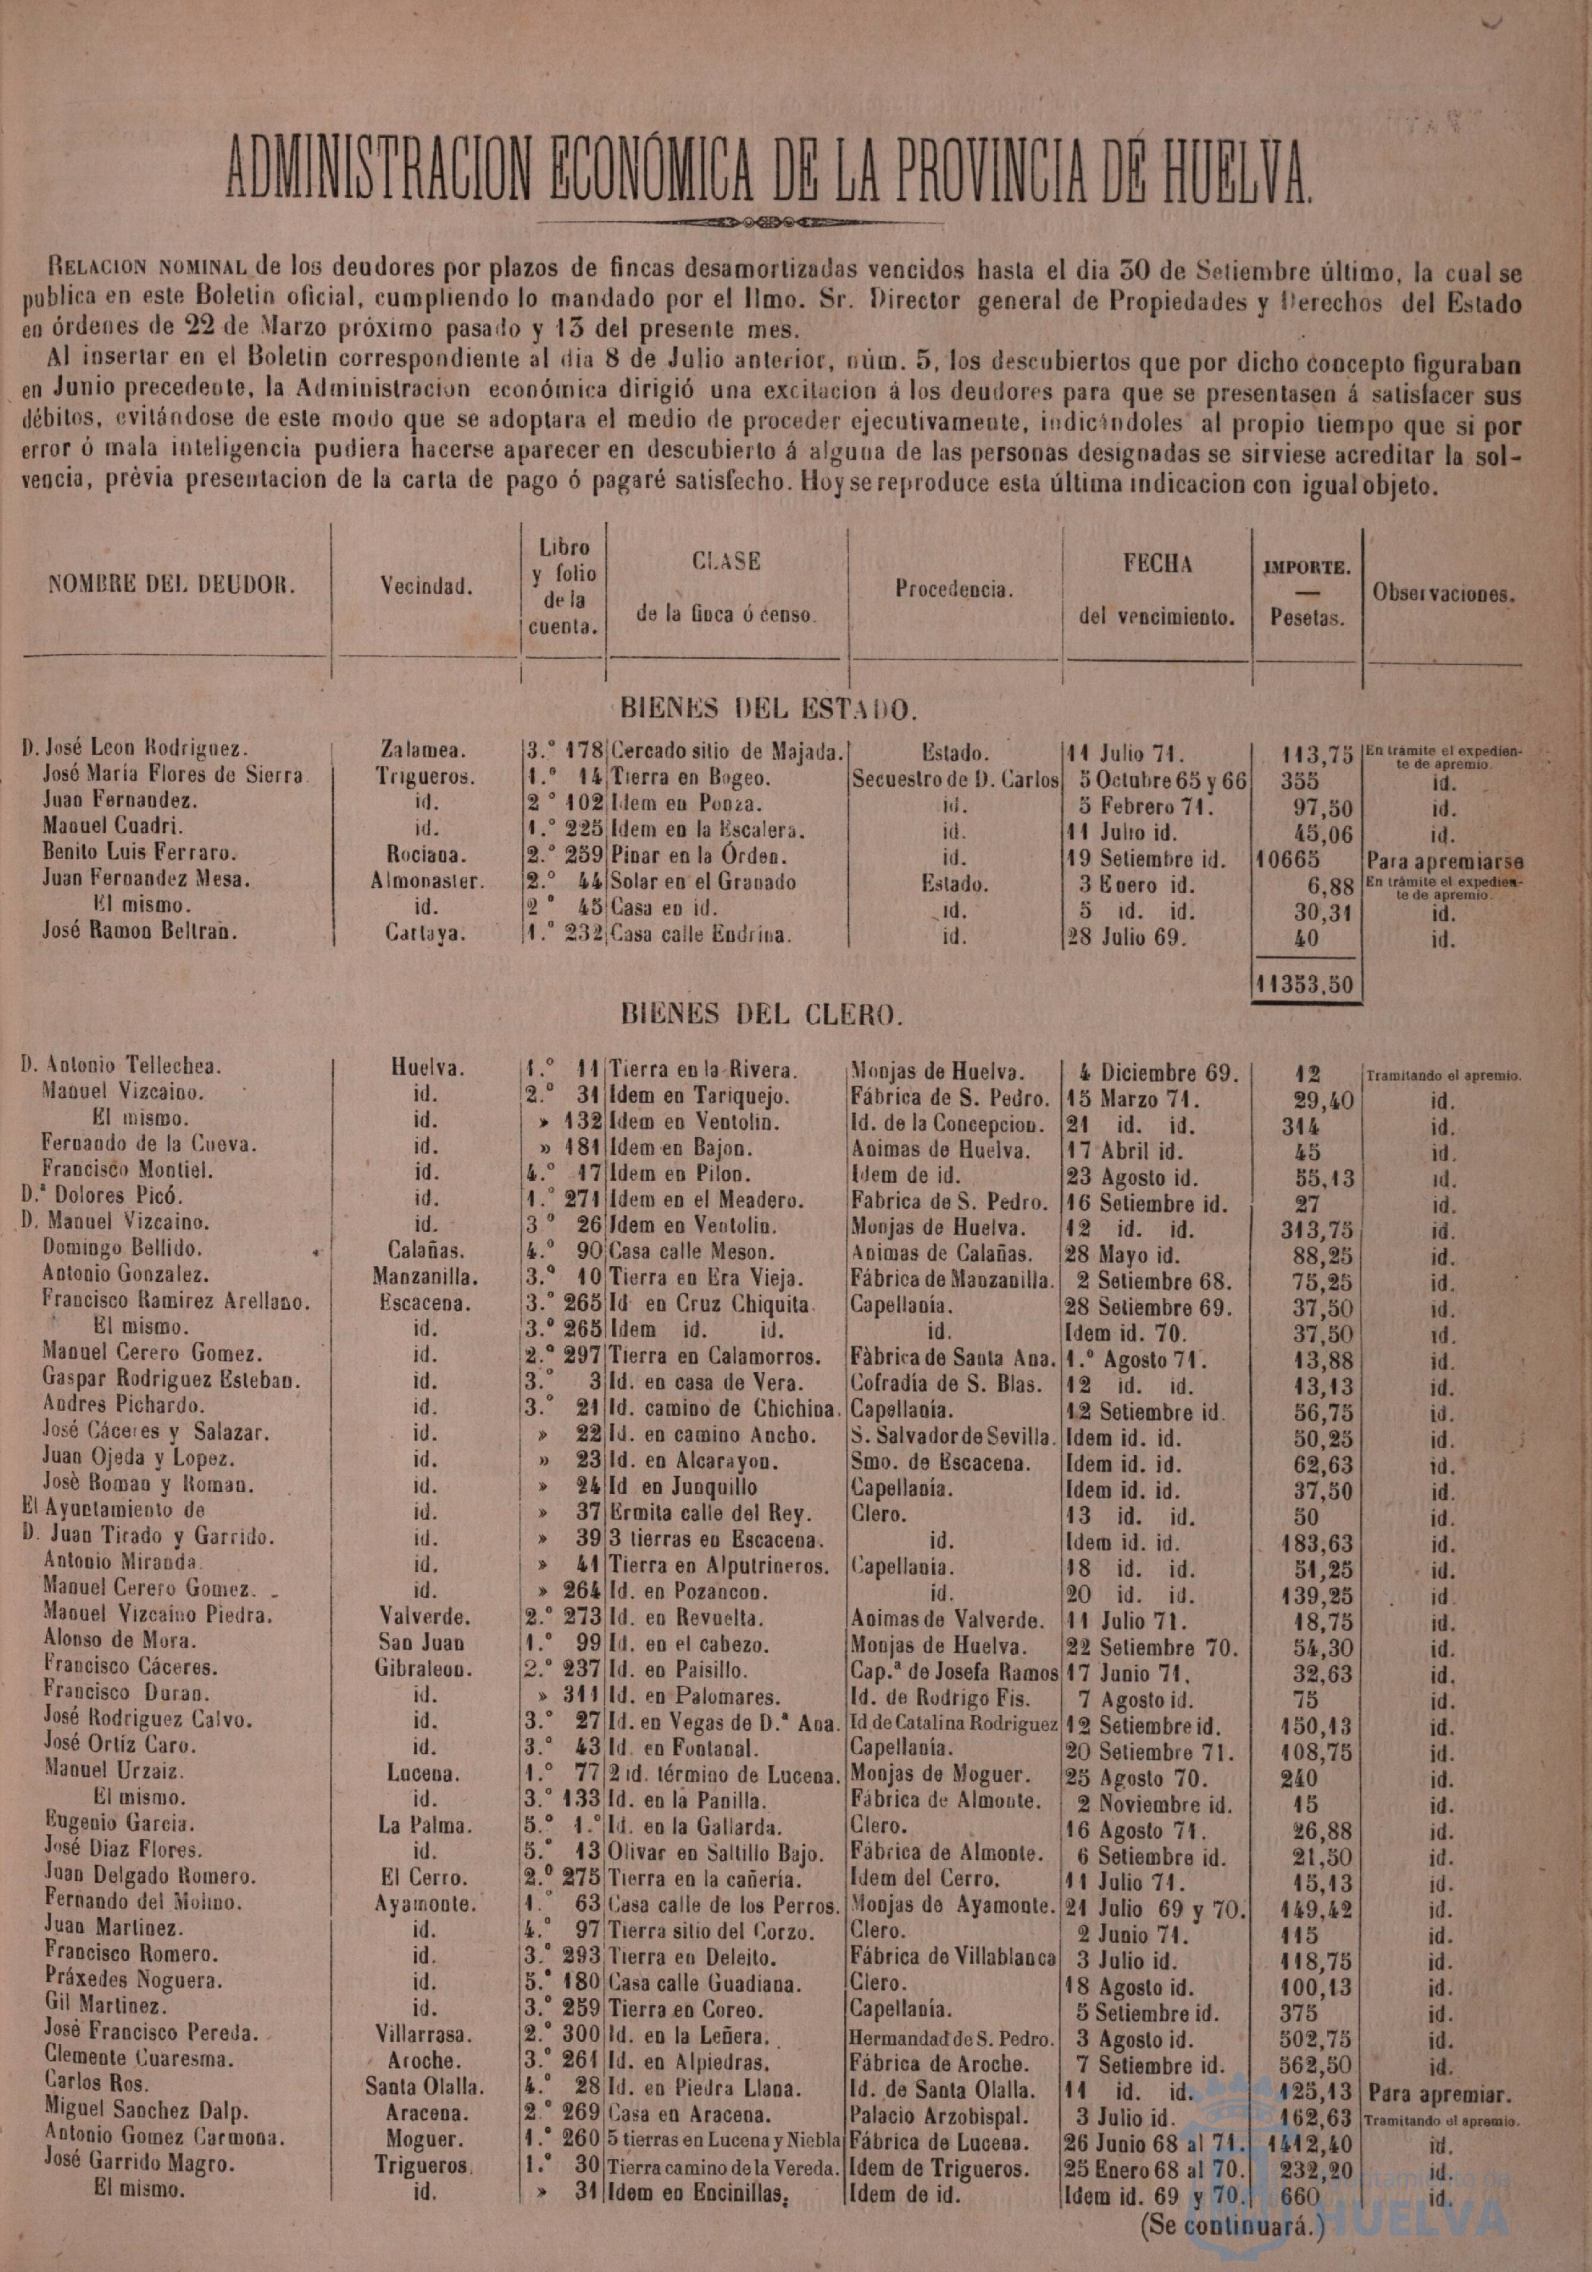 ADMINISTRACION ECONÓMICA DE LA PROVINCIA DE HUELVA.
RELACION NOMINAL de los deudores por plazos de fincas desamortizadas vencidos hasta el dia 30 de Setiembre último, la cual se
publica en este Boletin oficial, cumpliendo lo mandado por el Ilmo. Sr. Director general de Propiedades y Derechos del Estado
en órdenes de 22 de Marzo próximo pasado y 13 del presente mes.
Al insertar en el Boletin correspondiente al dia 8 de Julio anterior, núm. 5, los descubiertos que por dicho concepto figuraban
en Junio precedente, la Administracion económica dirigió una excitacion á los deudores para que se presentasen á satisfacer sus
débitos, evitándose de este modo que se adoptara el medio de proceder ejecutivamente, indicándoles al propio tiempo que si por
error ó mala inteligencia pudiera hacerse aparecer en descubierto á alguna de las personas designadas se sirviese acreditar la sol-
vencia, prévia presentacion de la carta de pago ó pagaré satisfecho. Hoy se reproduce esta última indicacion con igual objeto.
NOMBRE DEL DEUDOR. Vecindad. Libro y folio de la cuenta. CLASE de la finca ó censo. Procedencia. FECHA del vencimiento. IMPORTE. — Pesetas. Observaciones.
BIENES DEL ESTADO.
D. José Leon Rodriguez. Zalamea. 3.° 178 Cercado sitio de Majada. Estado. 11 Julio 71. 113,75 En trámite el expedien-te de apremio.
José María Flores de Sierra. Trigueros. 1.° 14 Tierra en Bogeo. Secuestro de D. Carlos 5 Octubre 65 y 66 355 id.
Juan Fernandez. id. 2° 102 Idem en Ponza. id. 5 Febrero 71. 97,50 id.
Manuel Cuadri. id. 1.° 225 Idem en la Escalera. id. 11 Julio id. 45,06 id.
Benito Luis Ferraro. Rociana. 2.° 259 Pinar en la Órden. id. 19 Setiembre id. 10665 Para apremiarse
Juan Fernandez Mesa. Almonaster. 2.° 44 Solar en el Granado Estado. 3 Enero id. 6,88 En trámite el expedien-te de apremio.
El mismo. id. 2° 45 Casa en id. id. 5 id. id. 30,31 id.
José Ramon Beltran. Cartaya. 1.° 232 Casa calle Endrina. id. 28 Julio 69. 40 id.
11353,50
BIENES DEL CLERO.
D. Antonio Tellechea. Huelva. 1.° 11 Tierra en la Rivera. Monjas de Huelva. 4 Diciembre 69. 12 Tramitando el apremio.
Manuel Vizcaino. id. 2.° 31 Idem en Tariquejo. Fábrica de S. Pedro. 15 Marzo 71. 29,40 id.
El mismo. id. » 132 Idem en Ventolin. Id. de la Concepcion. 21 id. id. 314 id.
Fernando de la Cueva. id. » 181 Idem en Bajon. Animas de Huelva. 17 Abril id. 45 id.
Francisco Montiel. id. 4.° 17 Idem en Pilon. Idem de id. 23 Agosto id. 55,13 id.
D.ª Dolores Picó. id. 1.° 271 Idem en el Meadero. Fabrica de S. Pedro. 16 Setiembre id. 27 id.
D. Manuel Vizcaino. id. 3° 26 Idem en Ventolin. Monjas de Huelva. 12 id. id. 313,75 id.
Domingo Bellido. Calañas. 4.° 90 Casa calle Meson. Animas de Calañas. 28 Mayo id. 88,25 id.
Antonio Gonzalez. Manzanilla. 3.° 10 Tierra en Era Vieja. Fábrica de Manzanilla. 2 Setiembre 68. 75,25 id.
Francisco Ramirez Arellano. Escacena. 3.° 265 Id en Cruz Chiquita. Capellanía. 28 Setiembre 69. 37,50 id.
El mismo. id. 3.° 265 Idem id. id. id. Idem id. 70. 37,50 id.
Manuel Cerero Gomez. id. 2.° 297 Tierra en Calamorros. Fàbrica de Santa Ana. 1.° Agosto 71. 13,88 id.
Gaspar Rodriguez Esteban. id. 3.° 3 Id. en casa de Vera. Cofradía de S. Blas. 12 id. id. 13,13 id.
Andres Pichardo. id. 3.° 21 Id. camino de Chichina. Capellanía. 12 Setiembre id. 56,75 id.
José Cáceres y Salazar. id. » 22 Id. en camino Ancho. S. Salvador de Sevilla. Idem id. id. 50,25 id.
Juan Ojeda y Lopez. id. » 23 Id. en Alcarayon. Smo. de Escacena. Idem id. id. 62,63 id.
Josè Roman y Roman. id. » 24 Id en Junquillo Capellanía. Idem id. id. 37,50 id.
El Ayuntamiento de id. » 37 Ermita calle del Rey. Clero. 13 id. id. 50 id.
D. Juan Tirado y Garrido. id. » 39 3 tierras en Escacena. id. Idem id. id. 183,63 id.
Antonio Miranda. id. » 41 Tierra en Alputrineros. Capellanía. 18 id. id. 51,25 id.
Manuel Cerero Gomez. id. » 264 Id. en Pozancon. id. 20 id. id. 139,25 id.
Manuel Vizcaino Piedra. Valverde. 2.° 273 Id. en Revuelta. Animas de Valverde. 11 Julio 71. 18,75 id.
Alonso de Mora. San Juan 1.° 99 Id. en el cabezo. Monjas de Huelva. 22 Setiembre 70. 54,30 id.
Francisco Cáceres. Gibraleon. 2.° 237 Id. en Paisillo. Cap.ª de Josefa Ramos 17 Junio 71. 32,63 id.
Francisco Duran. id. » 311 Id. en Palomares. Id. de Rodrigo Fis. 7 Agosto id. 75 id.
José Rodriguez Calvo. id. 3.° 27 Id. en Vegas de D.ª Ana. Id de Catalina Rodriguez 12 Setiembre id. 150,13 id.
José Ortíz Caro. id. 3.° 43 Id. en Fontanal. Capellanía. 20 Setiembre 71. 108,75 id.
Manuel Urzaiz. Lucena. 1.° 77 2 id. término de Lucena. Monjas de Moguer. 25 Agosto 70. 240 id.
El mismo. id. 3.° 133 Id. en la Panilla. Fábrica de Almonte. 2 Noviembre id. 15 id.
Eugenio Garcia. La Palma. 5.° 1.° Id. en la Gallarda. Clero. 16 Agosto 71. 26,88 id.
José Diaz Flores. id. 5.° 13 Olivar en Saltillo Bajo. Fábrica de Almonte. 6 Setiembre id. 21,50 id.
Juan Delgado Romero. El Cerro. 2.° 275 Tierra en la cañería. Idem del Cerro. 11 Julio 71. 15,13 id.
Fernando del Molino. Ayamonte. 1.° 63 Casa calle de los Perros. Monjas de Ayamonte. 21 Julio 69 y 70. 149,42 id.
Juan Martinez. id. 4.° 97 Tierra sitio del Corzo. Clero. 2 Junio 71. 115 id.
Francisco Romero. id. 3.° 293 Tierra en Deleito. Fábrica de Villablanca 3 Julio id. 118,75 id.
Práxedes Noguera. id. 5.° 180 Casa calle Guadiana. Clero. 18 Agosto id. 100,13 id.
Gil Martinez. id. 3.° 259 Tierra en Coreo. Capellanía. 5 Setiembre id. 375 id.
José Francisco Pereda. Villarrasa. 2.° 300 Id. en la Leñera. Hermandad de S. Pedro. 3 Agosto id. 502,75 id.
Clemente Cuaresma. Aroche. 3.° 261 Id. en Alpiedras. Fábrica de Aroche. 7 Setiembre id. 562,50 id.
Carlos Ros. Santa Olalla. 4.° 28 Id. en Piedra Llana. Id. de Santa Olalla. 11 id. id. 125,13 Para apremiar.
Miguel Sanchez Dalp. Aracena. 2.° 269 Casa en Aracena. Palacio Arzobispal. 3 Julio id. 162,63 Tramitando el apremio.
Antonio Gomez Carmona. Moguer. 1.° 260 5 tierras en Lucena y Niebla Fábrica de Lucena. 26 Junio 68 al 71. 1412,40 id.
José Garrido Magro. Trigueros. 1.° 30 Tierra camino de la Vereda. Idem de Trigueros. 25 Enero 68 al 70. 232,20 id.
El mismo. id. » 31 Idem en Encinillas, Idem de id. Idem id. 69 y 70. 660 id.
(Se continuará.)
HUELVA